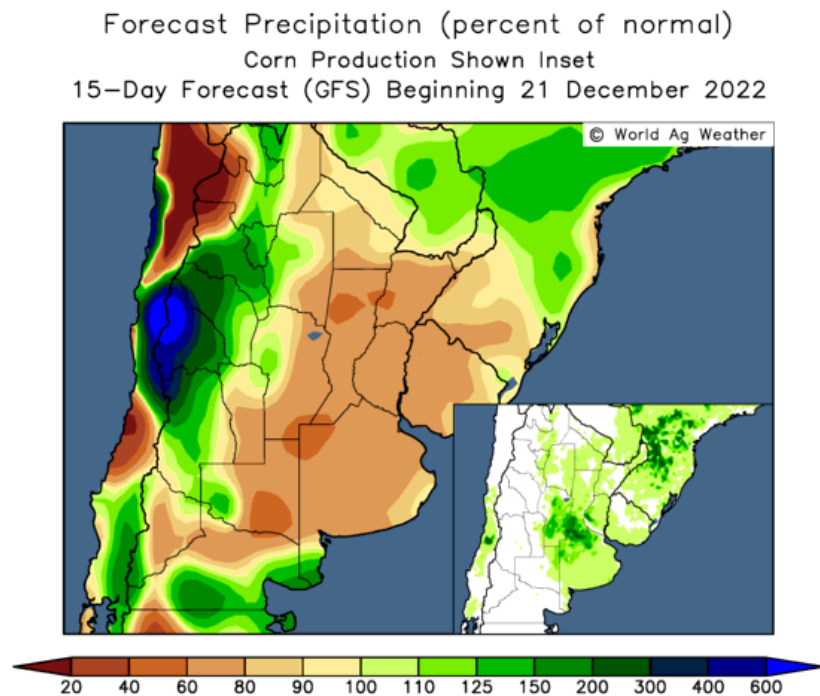 Forecast Precipitation (percent of normal)
Corn Production Shown Inset
15-Day Forecast (GFS) Beginning 21 December 2022
© World Ag Weather
20 40 60 80 90 100 110 125 150 200 300 400 600